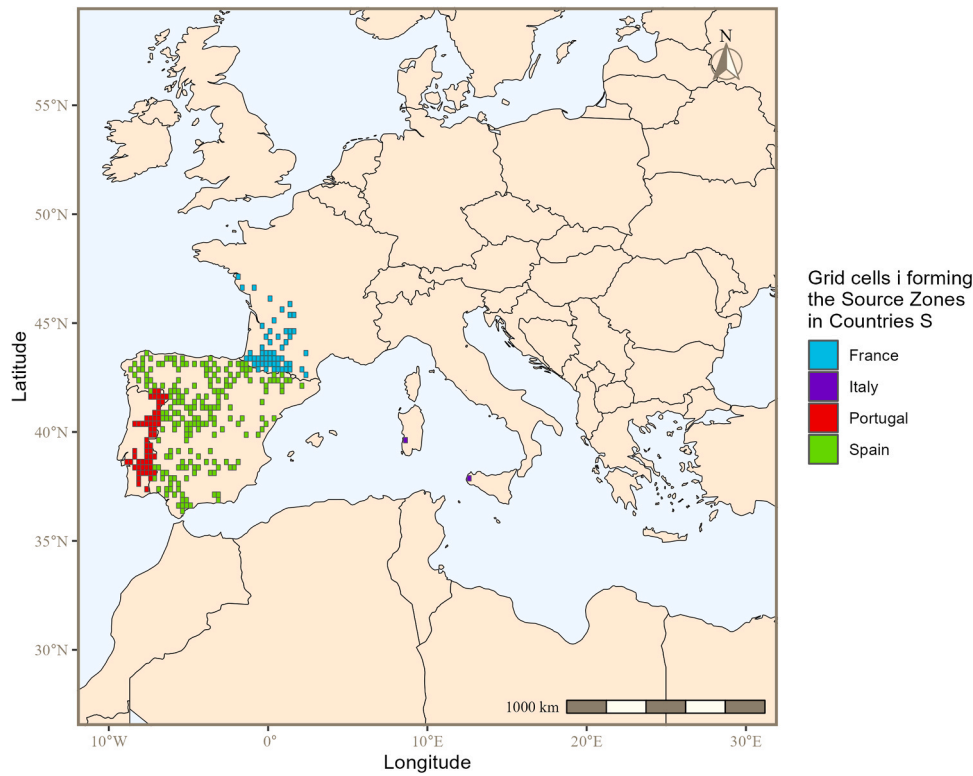 N
55°N
50°N
45°N
40°N
35°N
30°N
Latitude
1000 km
10°W
0°
10°E
20°E
30°E
Longitude
Grid cells i forming
the Source Zones
in Countries S
France
Italy
Portugal
Spain